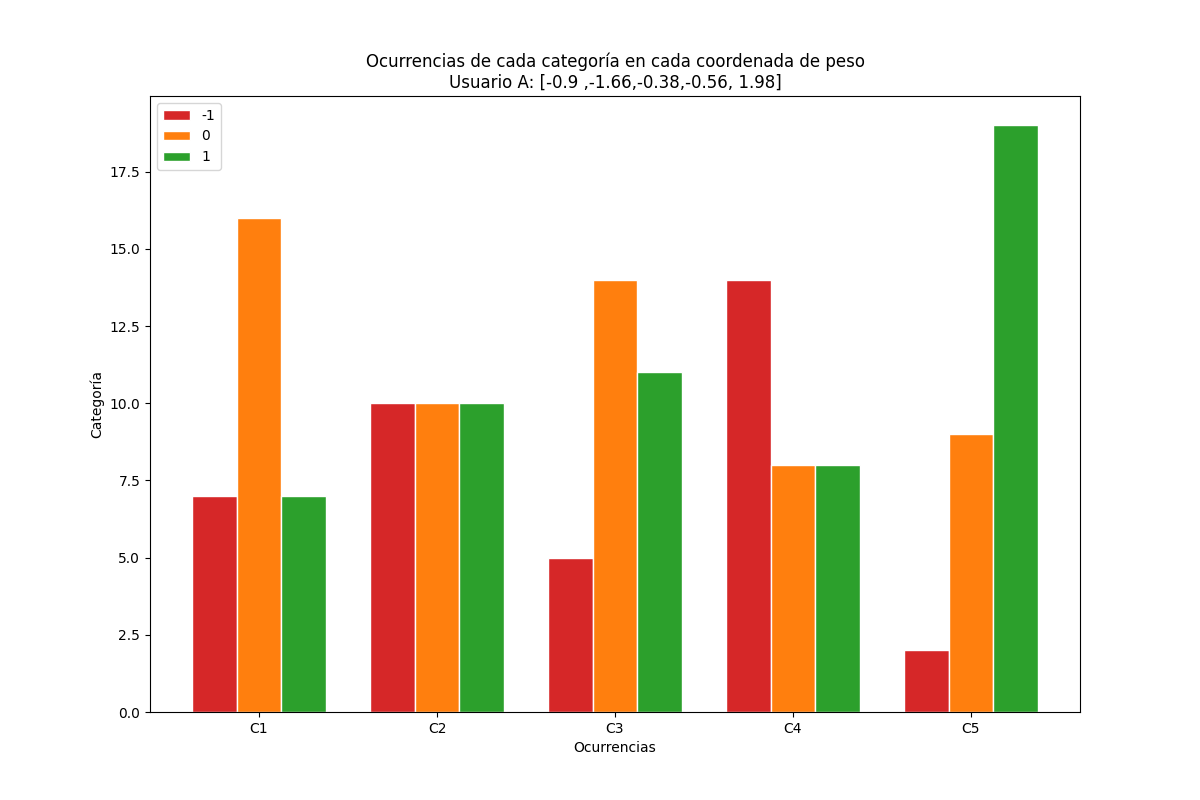 Ocurrencias de cada categoría en cada coordenada de peso
Usuario A: [-0.9 ,-1.66,-0.38,-0.56, 1.98]
-1
0
1
17.5
15.0
12.5
10.0
7.5
5.0
2.5
0.0
Categoría
C1 C2 C3 C4 C5
Ocurrencias